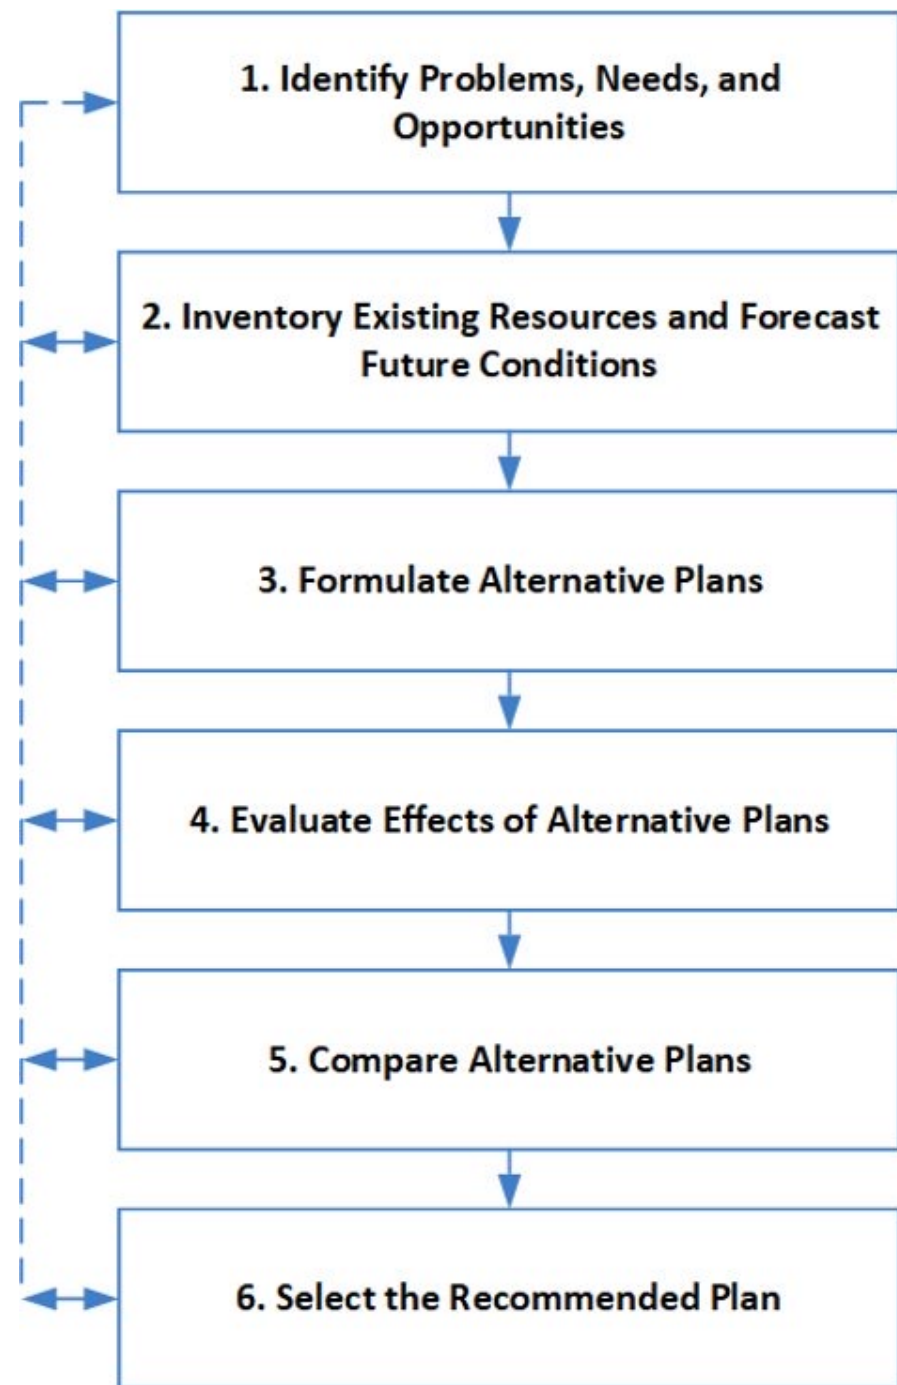 1. Identify Problems, Needs, and
Opportunities
2. Inventory Existing Resources and Forecast
Future Conditions
3. Formulate Alternative Plans
4. Evaluate Effects of Alternative Plans
5. Compare Alternative Plans
6. Select the Recommended Plan